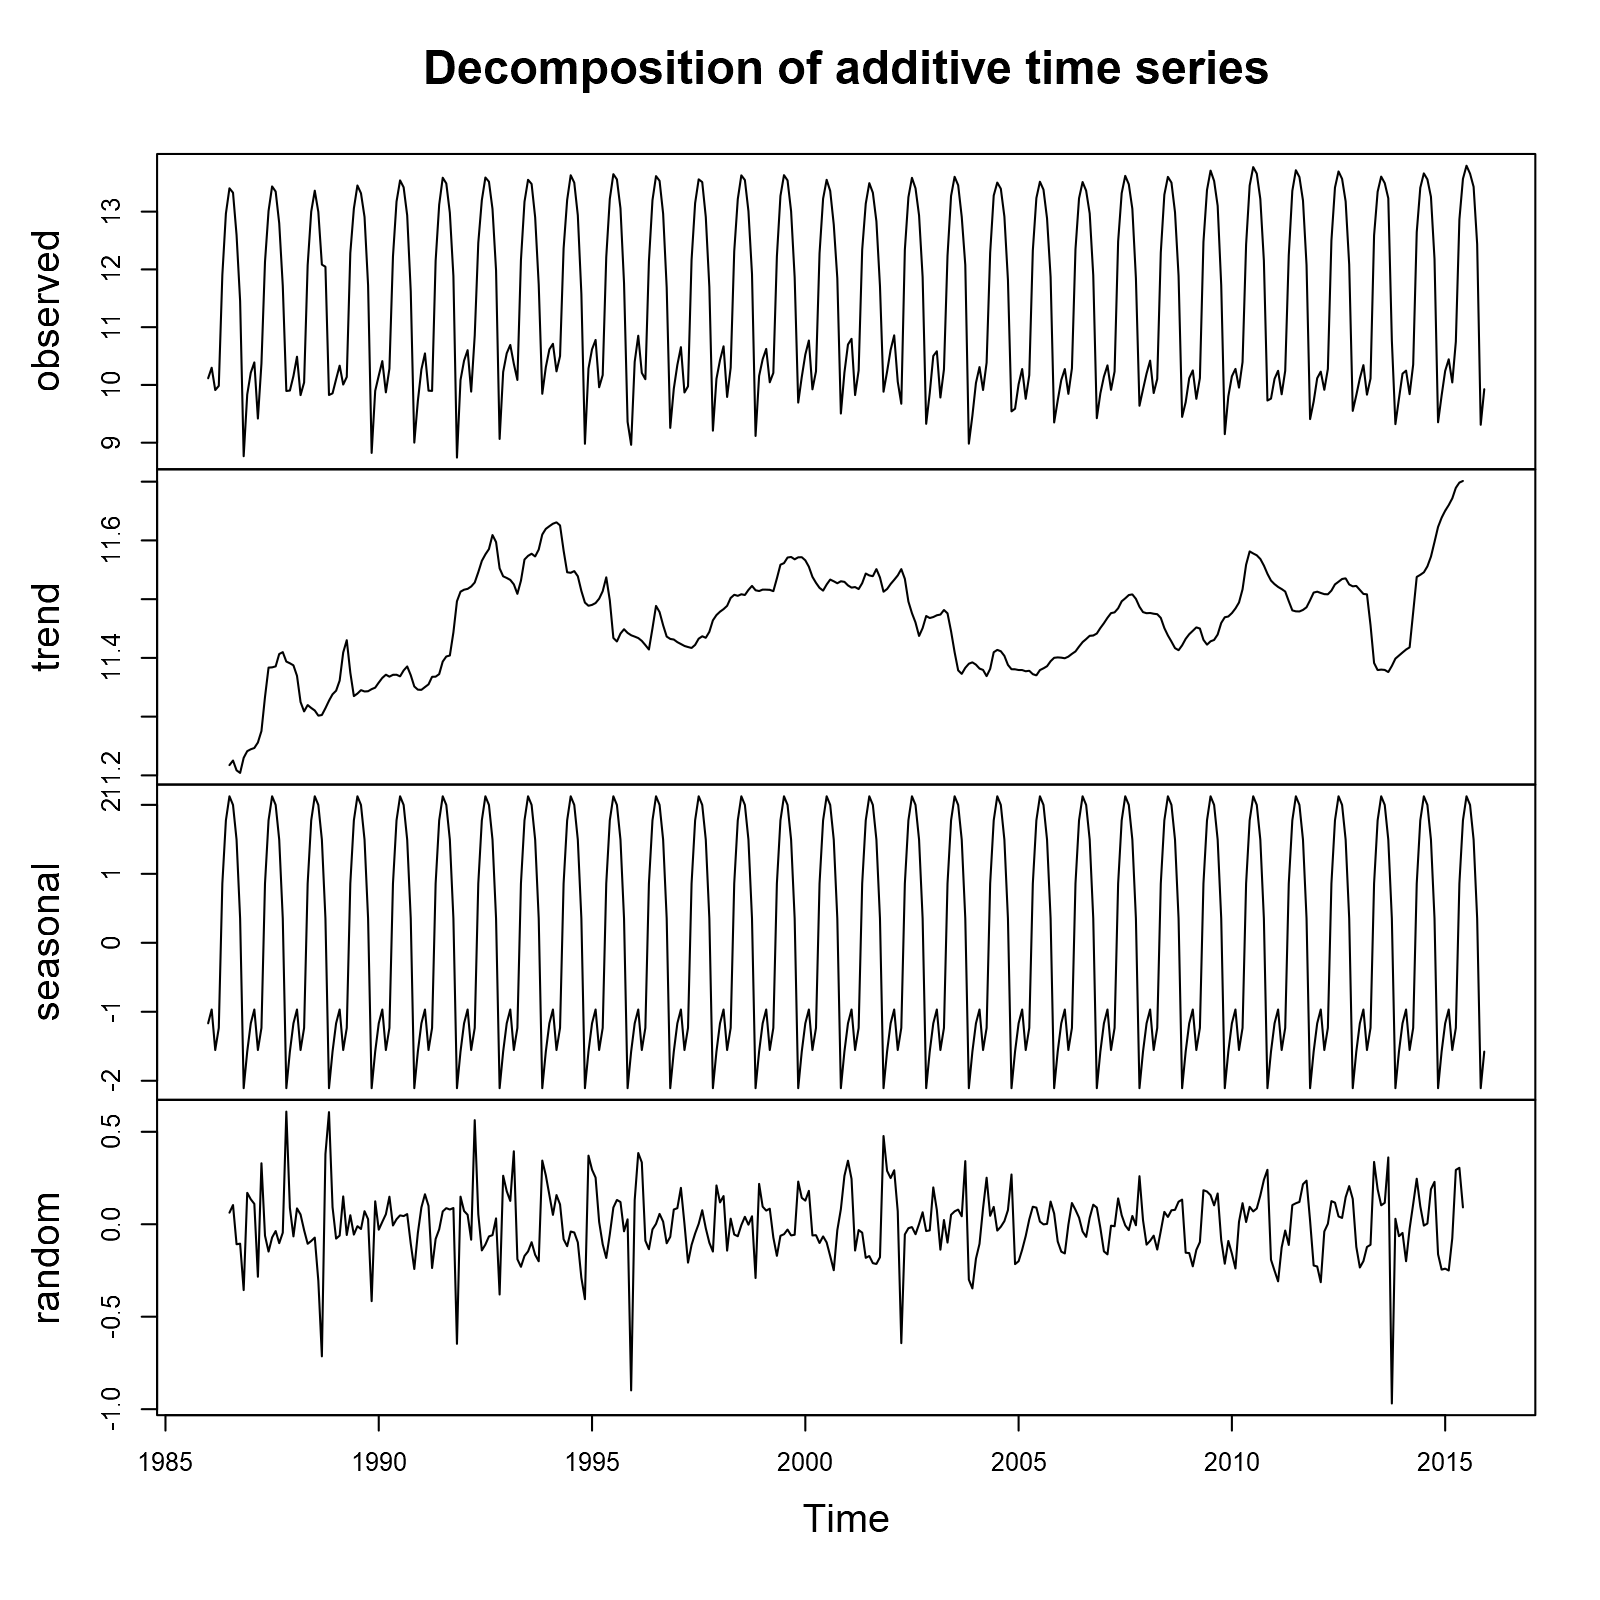 Decomposition of additive time series
observed
9 10 11 12 13
trend
11.2 11.4 11.6
seasonal
-2 -1 0 1 2
random
-1.0 -0.5 0.0 0.5
1985 1990 1995 2000 2005 2010 2015
Time